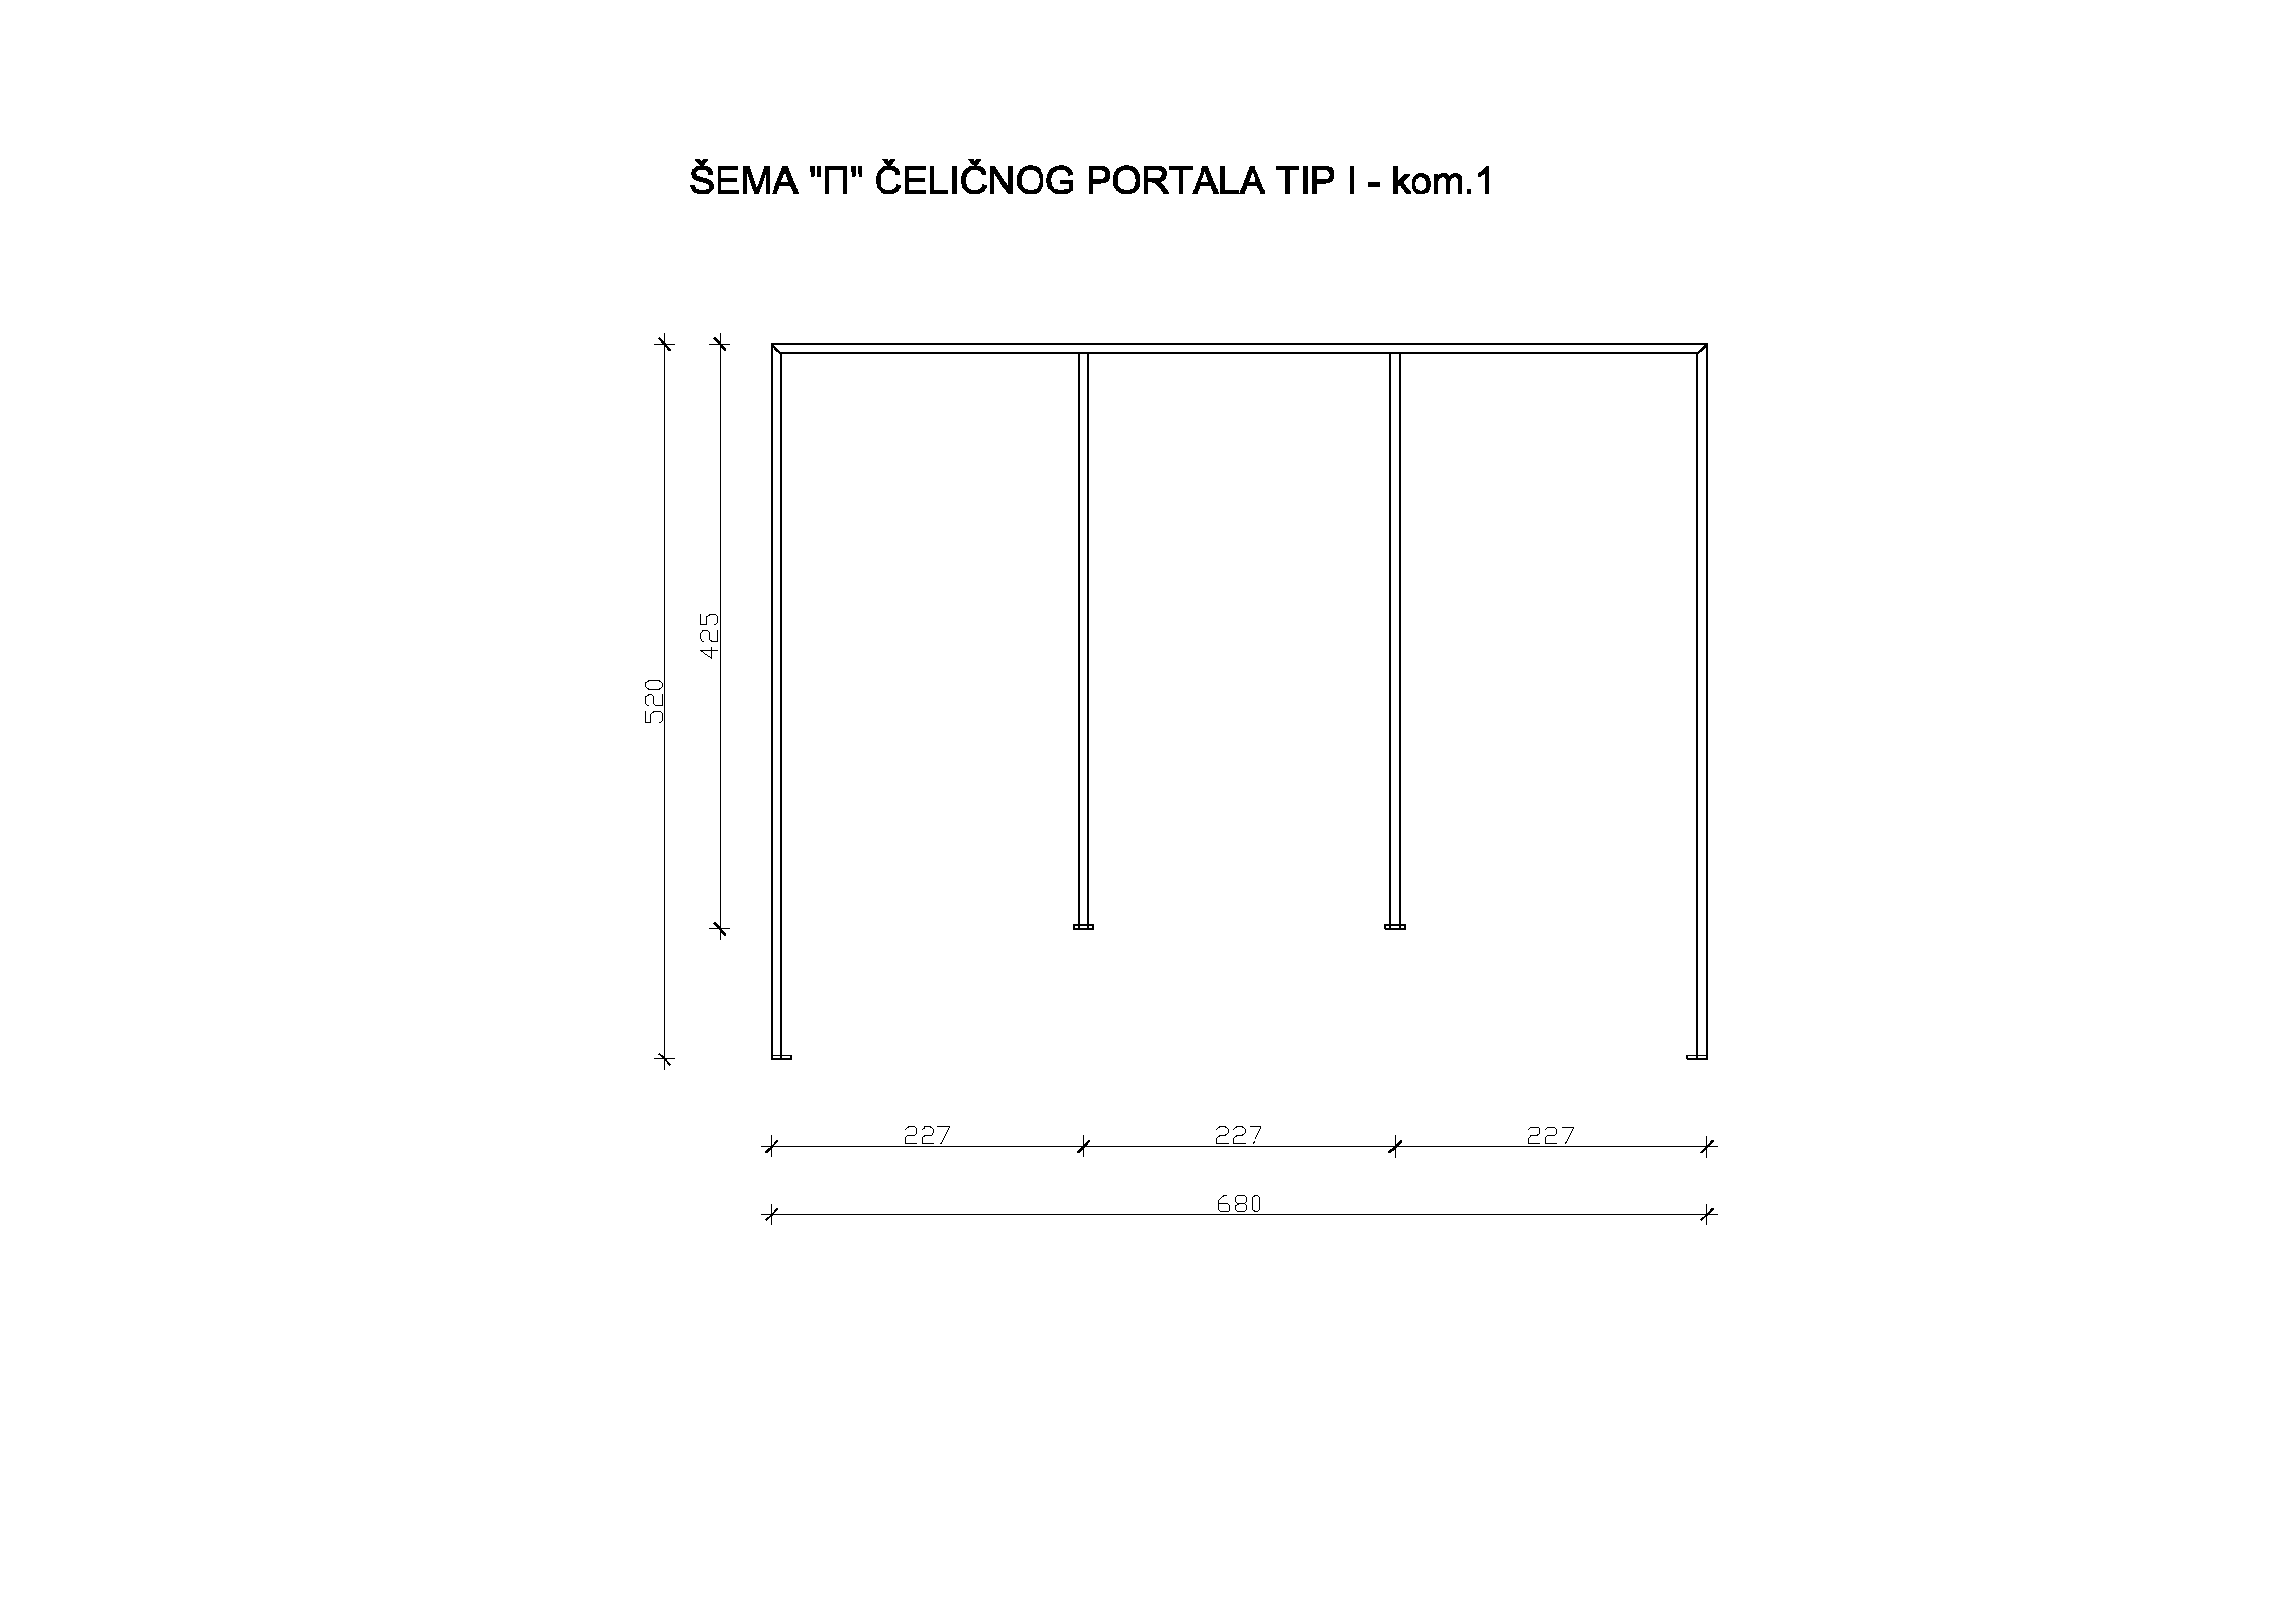 ŠEMA "П" ČELIČNOG PORTALA TIP I - kom.1
425
520
227 227 227
680